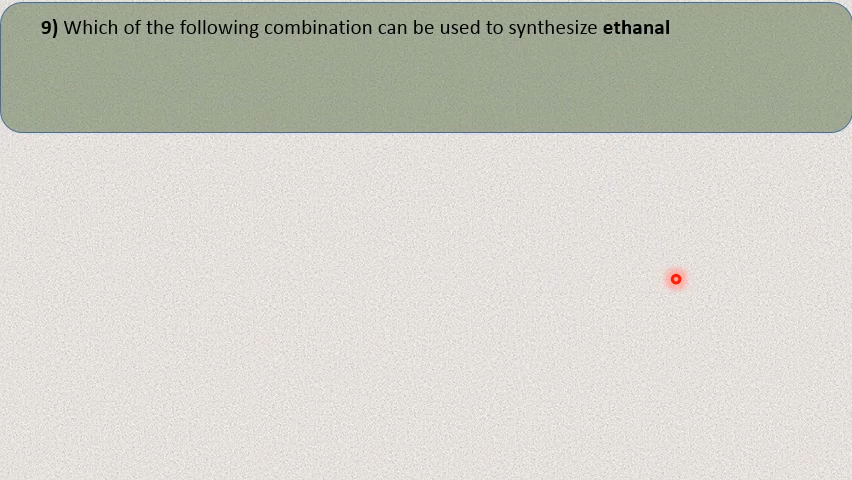 9) Which of the following combination can be used to synthesize ethanal